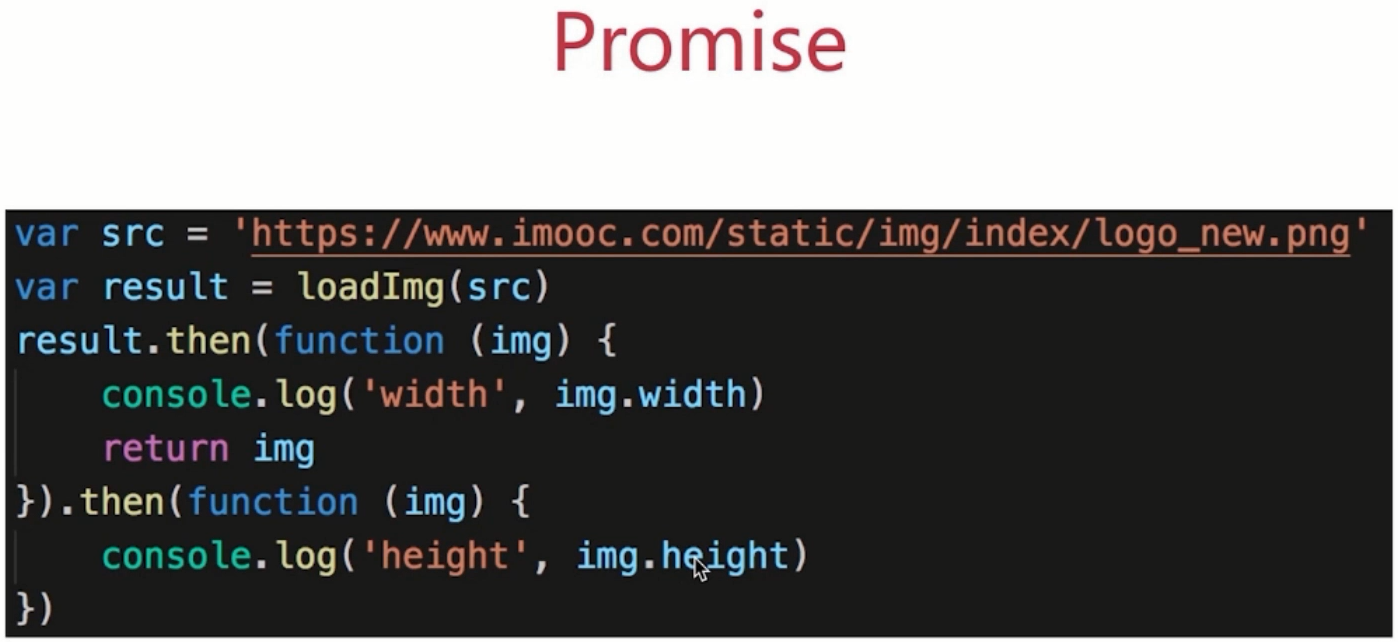 Promise
var src = 'https://www.imooc.com/static/img/index/logo_new.png'
var result = loadImg(src)
result.then(function (img) {
    console.log('width', img.width)
    return img
}).then(function (img) {
    console.log('height', img.height)
})